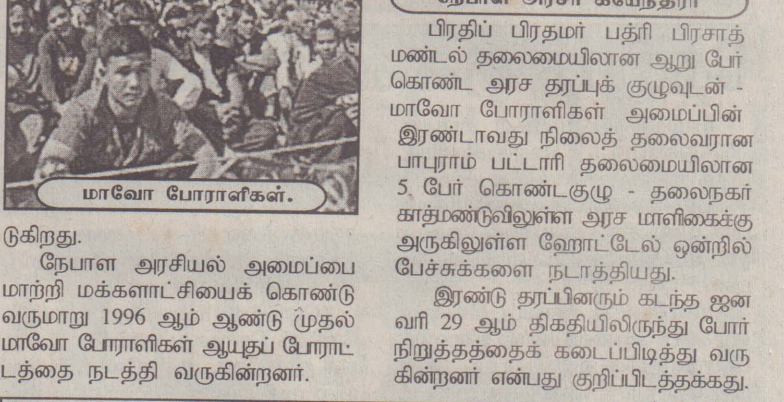 மாவோ போராளிகள்.
டுகிறது.
நேபாள அரசியல் அமைப்பை
மாற்றி மக்களாட்சியைக் கொண்டு
வருமாறு 1996 ஆம் ஆண்டு முதல்
மாவோ போராளிகள் ஆயுதப் போராட்
டத்தை நடத்தி வருகின்றனர்.
பிரதிப் பிரதமர் பத்ரி பிரசாத்
மண்டல் தலைமையிலான ஆறு பேர்
கொண்ட அரச தரப்புக் குழுவுடன் -
மாவோ போராளிகள் அமைப்பின்
இரண்டாவது நிலைத் தலைவரான
பாபுராம் பட்டாரி தலைமையிலான
5 பேர் கொண்டகுழு - தலைநகர்
காத்மண்டுவிலுள்ள அரச மாளிகைக்கு
அருகிலுள்ள ஹோட்டேல் ஒன்றில்
பேச்சுக்களை நடாத்தியது.
இரண்டு தரப்பினரும் கடந்த ஜன
வரி 29 ஆம் திகதியிலிருந்து போர்
நிறுத்தத்தைக் கடைப்பிடித்து வரு
கின்றனர் என்பது குறிப்பிடத்தக்கது.